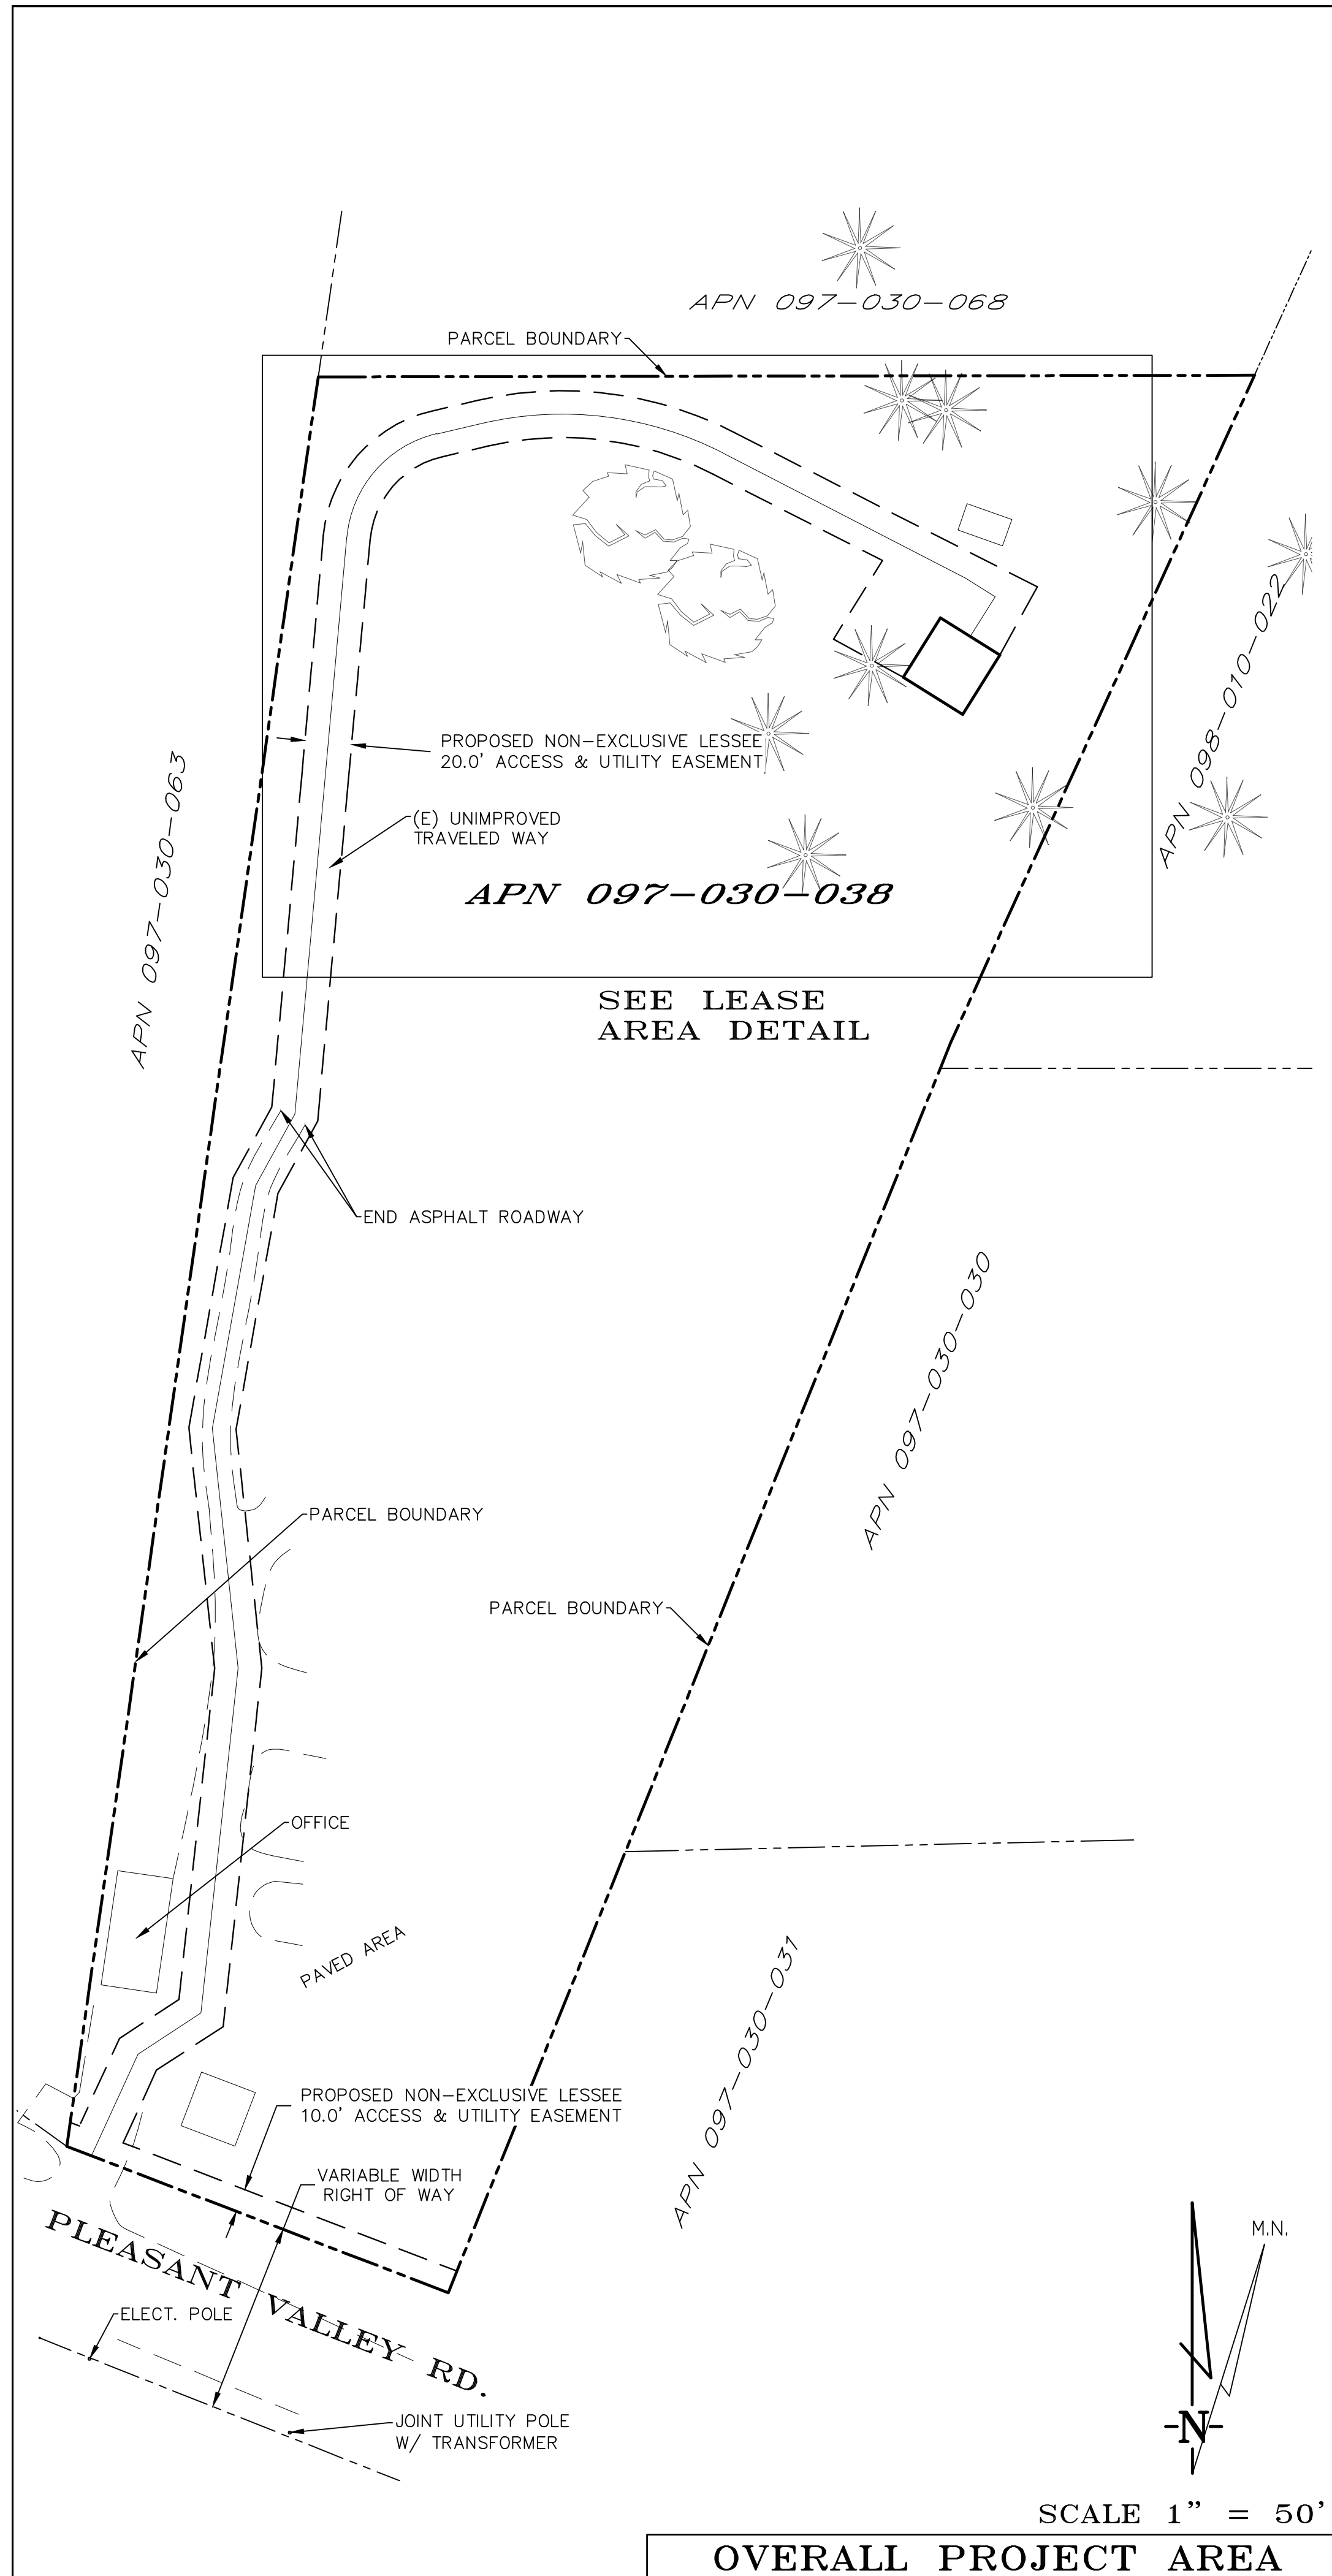 APN 097-030-068
PARCEL BOUNDARY
APN 098-010-022
PROPOSED NON-EXCLUSIVE LESSEE
20.0' ACCESS & UTILITY EASEMENT
APN 097-030-063
(E) UNIMPROVED
TRAVELED WAY
APN 097-030-038
SEE LEASE
AREA DETAIL
END ASPHALT ROADWAY
APN 097-030-030
PARCEL BOUNDARY
PARCEL BOUNDARY
OFFICE
PAVED AREA
APN 097-030-031
PROPOSED NON-EXCLUSIVE LESSEE
10.0' ACCESS & UTILITY EASEMENT
VARIABLE WIDTH
RIGHT OF WAY
PLEASANT VALLEY RD.
ELECT. POLE
JOINT UTILITY POLE
W/ TRANSFORMER
M.N.
N
SCALE 1" = 50'
OVERALL PROJECT AREA